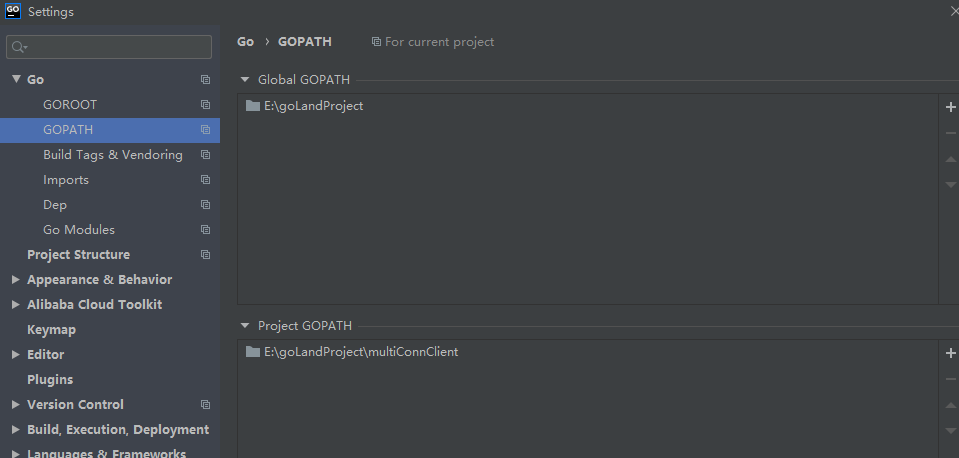 GO Settings
Go › GOPATH For current project
Global GOPATH
Go
E:\goLandProject
GOROOT
GOPATH
Build Tags & Vendoring
Imports
Dep
Go Modules
Project Structure
Appearance & Behavior
Alibaba Cloud Toolkit
Keymap
Editor
Plugins
Version Control
Build, Execution, Deployment
Languages & Frameworks
Project GOPATH
E:\goLandProject\multiConnClient